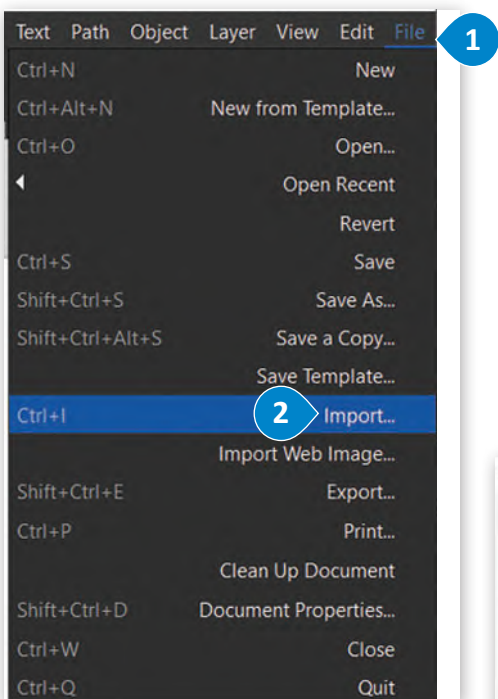 Text Path Object Layer View Edit File 1
Ctrl+N New
Ctrl+Alt+N New from Template...
Ctrl+O Open...
Open Recent
Revert
Ctrl+S Save
Shift+Ctrl+S Save As...
Shift+Ctrl+Alt+S Save a Copy...
Save Template...
Ctrl+I 2 Import...
Import Web Image...
Shift+Ctrl+E Export...
Ctrl+P Print...
Clean Up Document
Shift+Ctrl+D Document Properties...
Ctrl+W Close
Ctrl+Q Quit